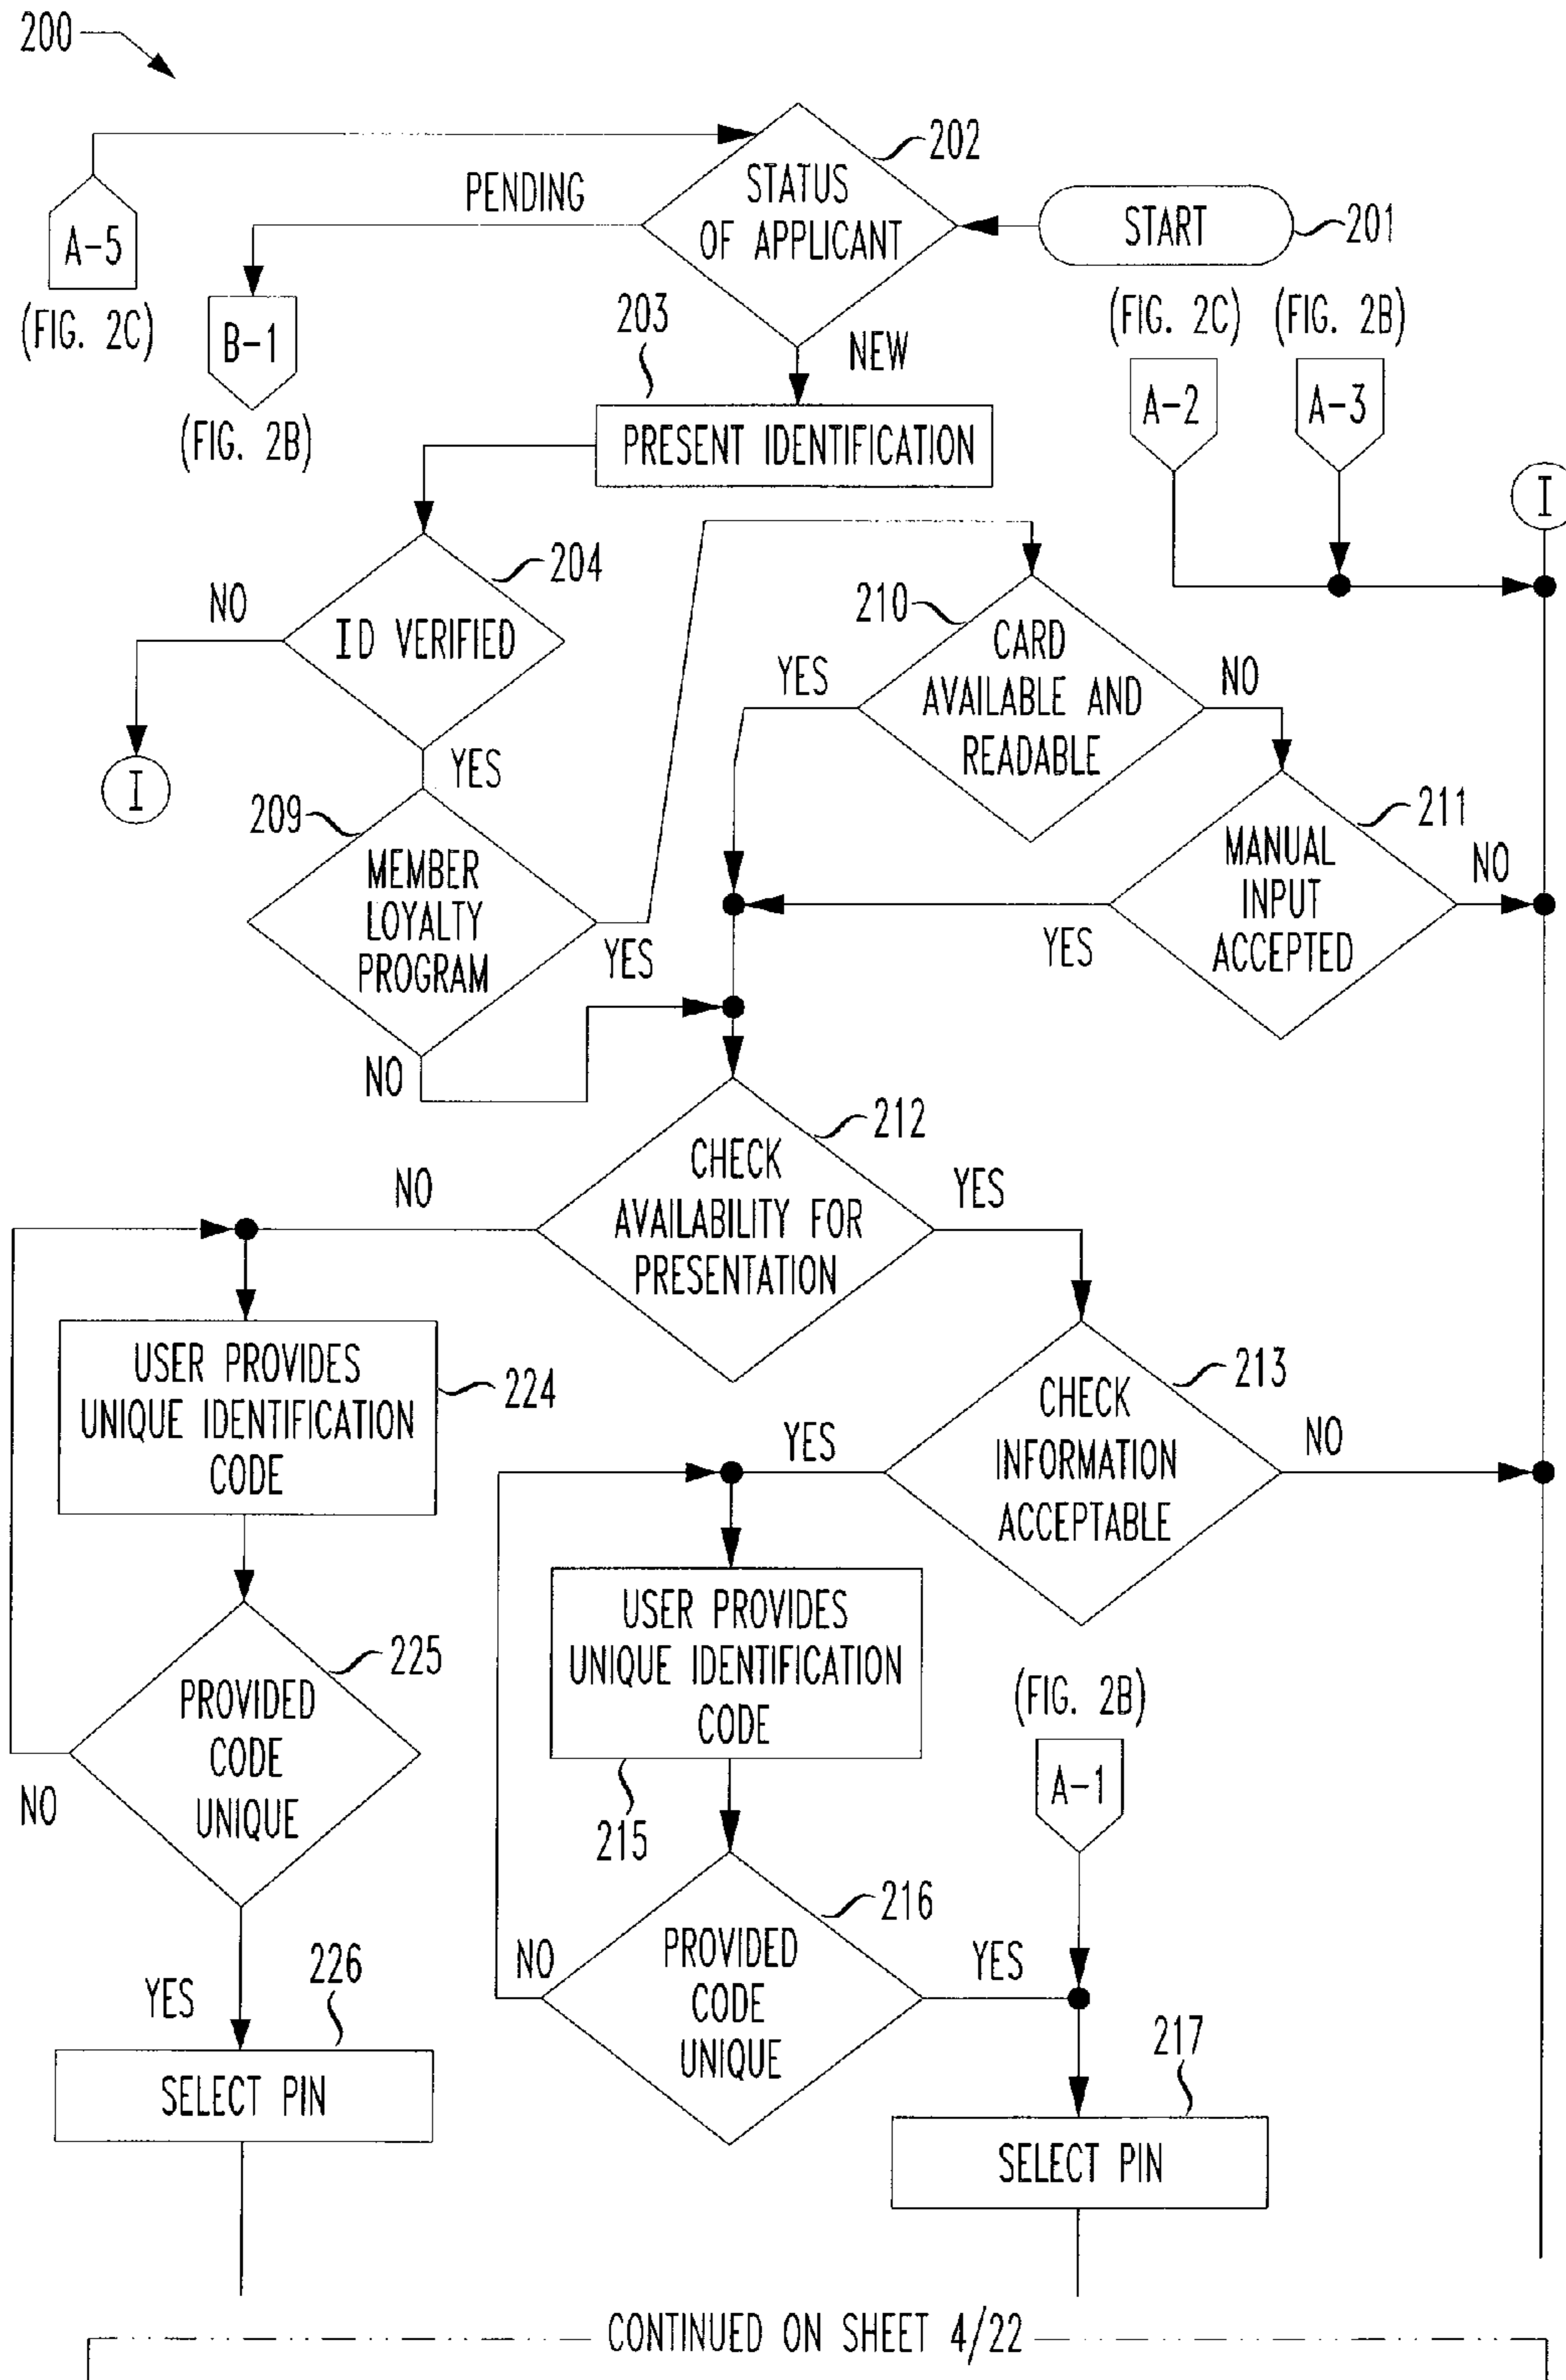 200
202
STATUS
OF APPLICANT
PENDING
START
201
A-5
(FIG. 2C)
B-1
(FIG. 2B)
203
NEW
(FIG. 2C)
(FIG. 2B)
A-2
A-3
PRESENT IDENTIFICATION
I
204
NO
ID VERIFIED
YES
I
210
CARD
AVAILABLE AND
READABLE
YES
NO
209
MEMBER
LOYALTY
PROGRAM
YES
NO
211
MANUAL
INPUT
ACCEPTED
NO
YES
212
CHECK
AVAILABILITY FOR
PRESENTATION
NO
YES
USER PROVIDES
UNIQUE IDENTIFICATION
CODE
224
213
CHECK
INFORMATION
ACCEPTABLE
YES
NO
USER PROVIDES
UNIQUE IDENTIFICATION
CODE
215
225
PROVIDED
CODE
UNIQUE
NO
YES
(FIG. 2B)
A-1
216
PROVIDED
CODE
UNIQUE
NO
YES
226
SELECT PIN
217
SELECT PIN
CONTINUED ON SHEET 4/22